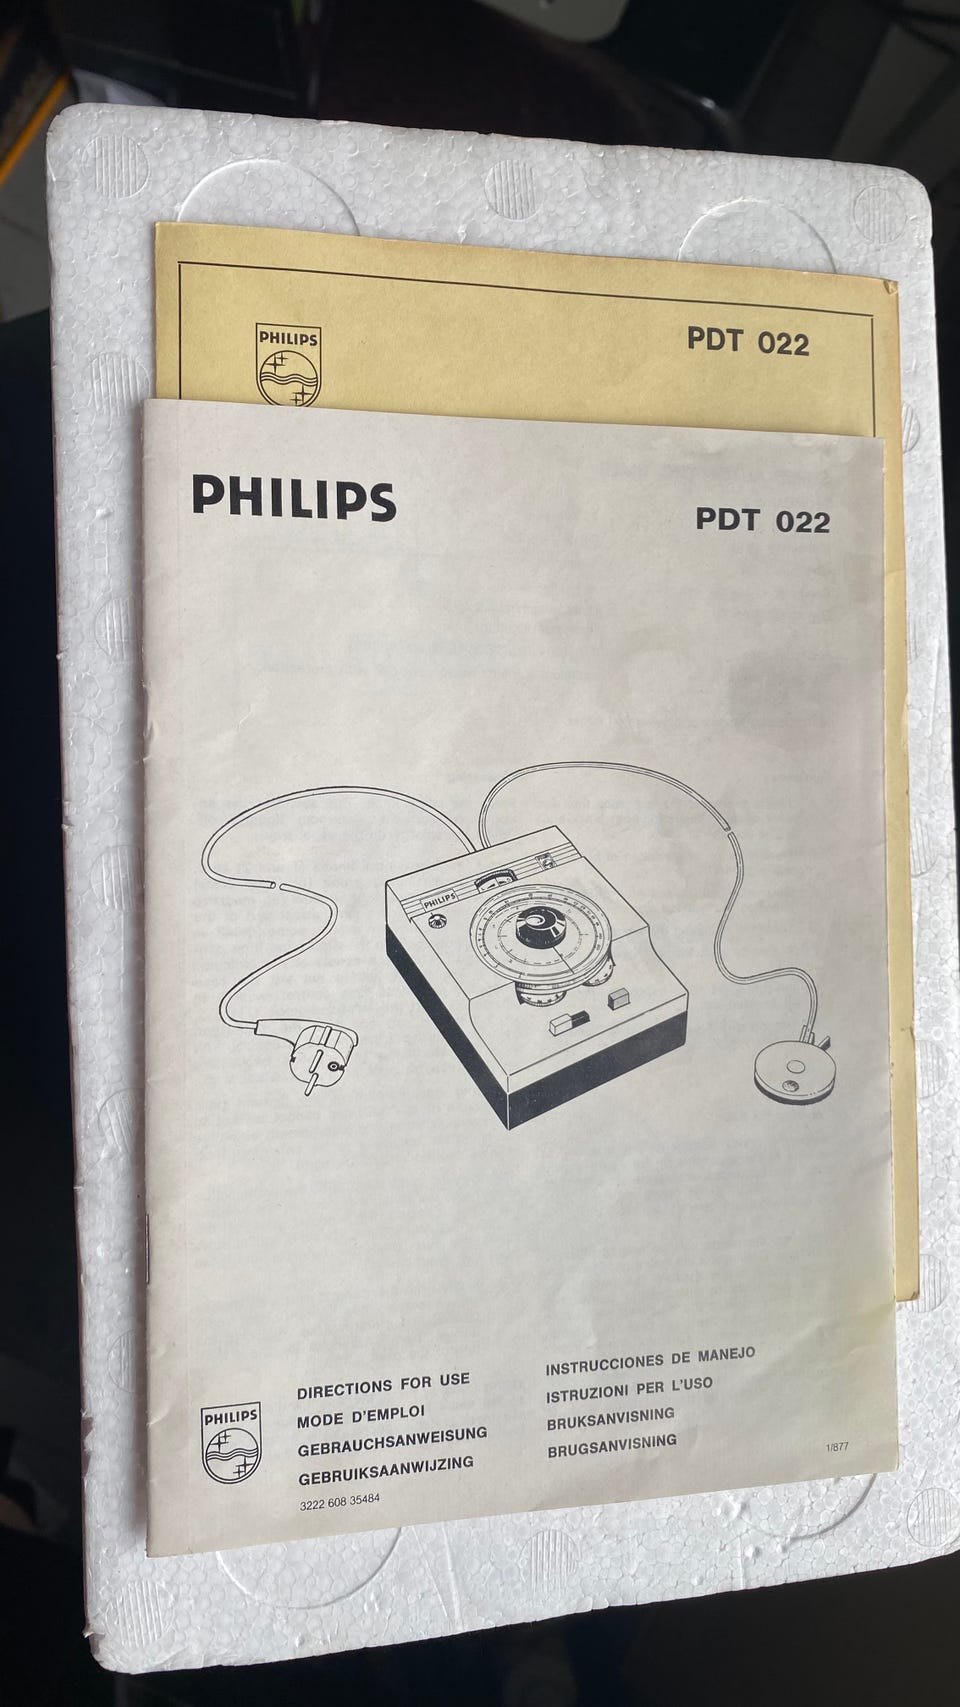 PHILIPS
PDT 022
PHILIPS
PDT 022
PHILIPS
DIRECTIONS FOR USE
MODE D'EMPLOI
GEBRAUCHSANWEISUNG
GEBRUIKSAANWIJZING
3222 608 35484
INSTRUCCIONES DE MANEJO
ISTRUZIONI PER L'USO
BRUKSANVISNING
BRUGSANVISNING
PHILIPS
1/877